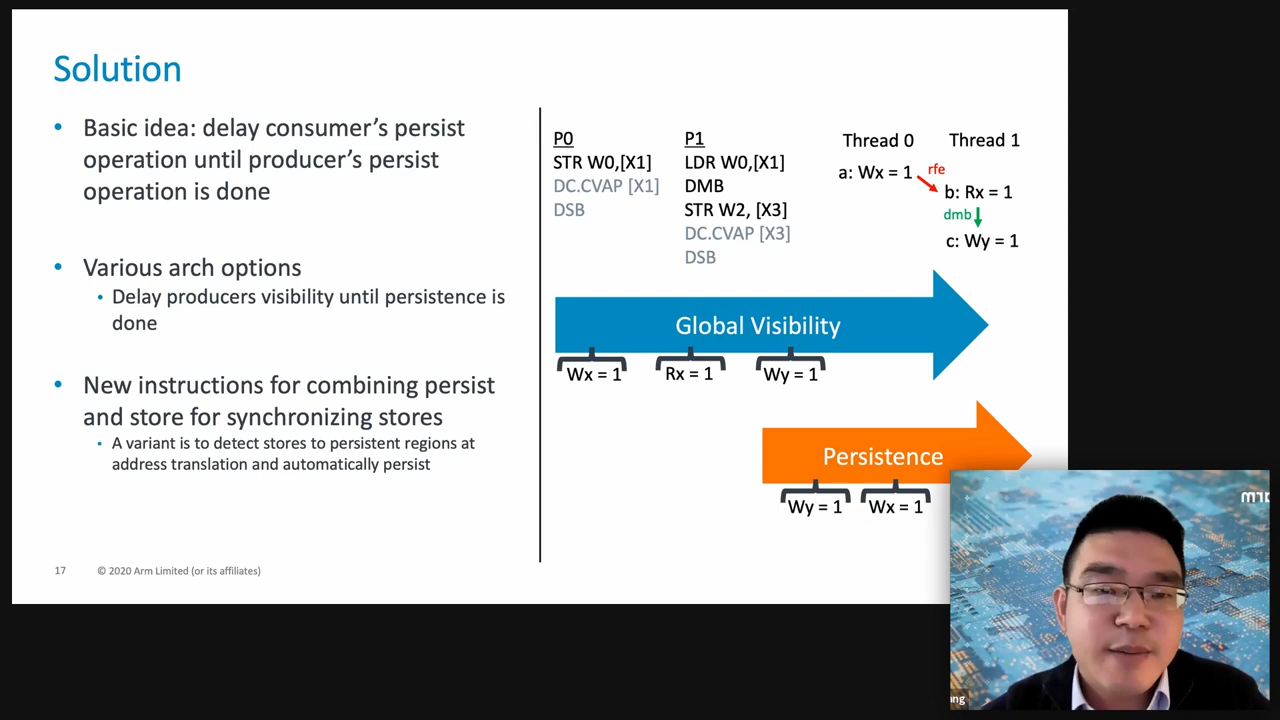 Solution
• Basic idea: delay consumer's persist
operation until producer's persist
operation is done
• Various arch options
• Delay producers visibility until persistence is
done
• New instructions for combining persist
and store for synchronizing stores
• A variant is to detect stores to persistent regions at
address translation and automatically persist
17 © 2020 Arm Limited (or its affiliates)
P0
STR W0,[X1]
DC.CVAP [X1]
DSB
P1
LDR W0,[X1]
DMB
STR W2, [X3]
DC.CVAP [X3]
DSB
Thread 0 Thread 1
a: Wx = 1
rfe
b: Rx = 1
dmb
c: Wy = 1
Global Visibility
Wx = 1 Rx = 1 Wy = 1
Persistence
Wy = 1 Wx = 1
ang